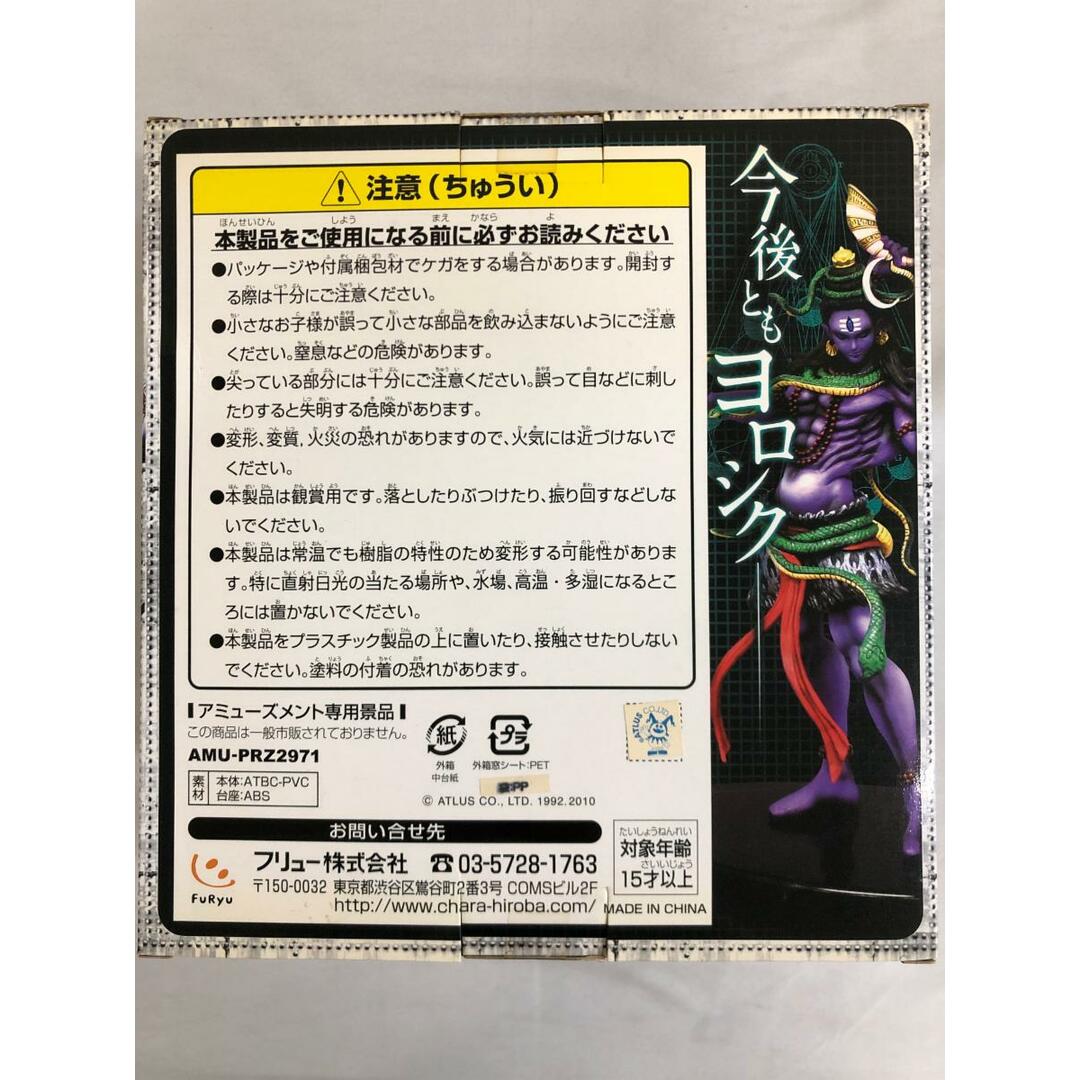 注意(ちゅうい)
本製品をご使用になる前に必ずお読みください
●パッケージや付属梱包材でケガをする場合があります。開封す
る際は十分にご注意ください。
●小さなお子様が誤って小さな部品を飲み込まないようにご注意
ください。窒息などの危険があります。
●尖っている部分には十分にご注意ください。誤って目などに刺し
たりすると失明する危険があります。
●変形、変質、火災の恐れがありますので、火気には近づけないで
ください。
●本製品は観賞用です。落としたりぶつけたり、振り回すなどしな
いでください。
●本製品は常温でも樹脂の特性のため変形する可能性がありま
す。特に直射日光の当たる場所や、水場、高温・多湿になるとこ
ろには置かないでください。
●本製品をプラスチック製品の上に置いたり、接触させたりしない
でください。塗料の付着の恐れがあります。
アミューズメント専用景品
この商品は一般市販されておりません。
AMU-PRZ2971
素材
本体:ATBC-PVC
台座:ABS
紙
外箱
中台紙
プラ
外箱窓シート:PET
袋:PP
ATLUS CO.,LTD.
© ATLUS CO., LTD. 1992.2010
お問い合せ先
FuRyu
フリュー株式会社 ☎03-5728-1763
〒150-0032 東京都渋谷区鶯谷町2番3号 COMSビル2F
http://www.chara-hiroba.com/
たいしょうねんれい
対象年齢
さいいじょう
15才以上
MADE IN CHINA
今後とも
ヨロシク